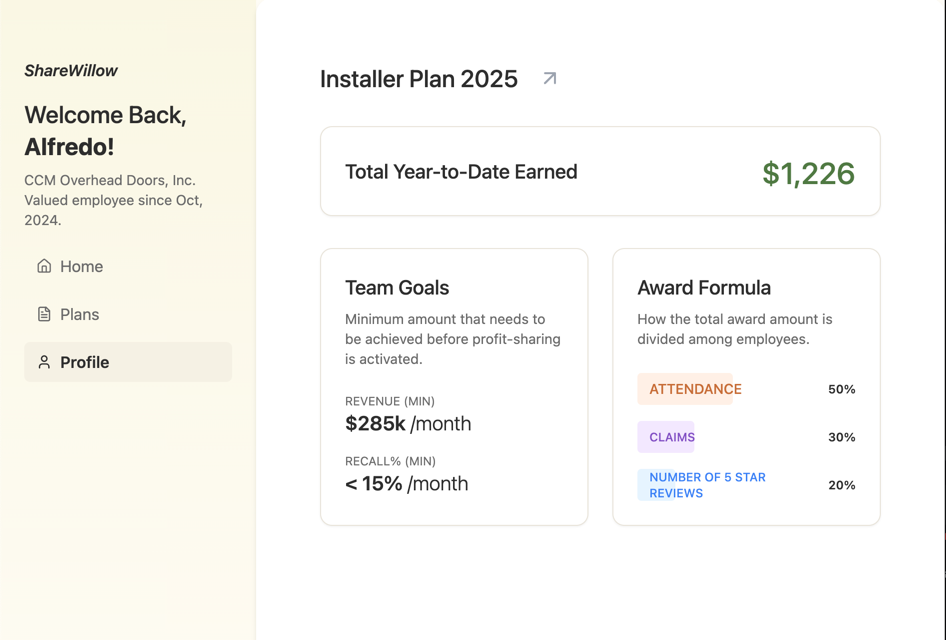 ShareWillow
Welcome Back,
Alfredo!
CCM Overhead Doors, Inc.
Valued employee since Oct,
2024.
Home
Plans
Profile
Installer Plan 2025
Total Year-to-Date Earned
$1,226
Team Goals
Minimum amount that needs to
be achieved before profit-sharing
is activated.
REVENUE (MIN)
$285k /month
RECALL% (MIN)
< 15% /month
Award Formula
How the total award amount is
divided among employees.
ATTENDANCE 50%
CLAIMS 30%
NUMBER OF 5 STAR
REVIEWS 20%